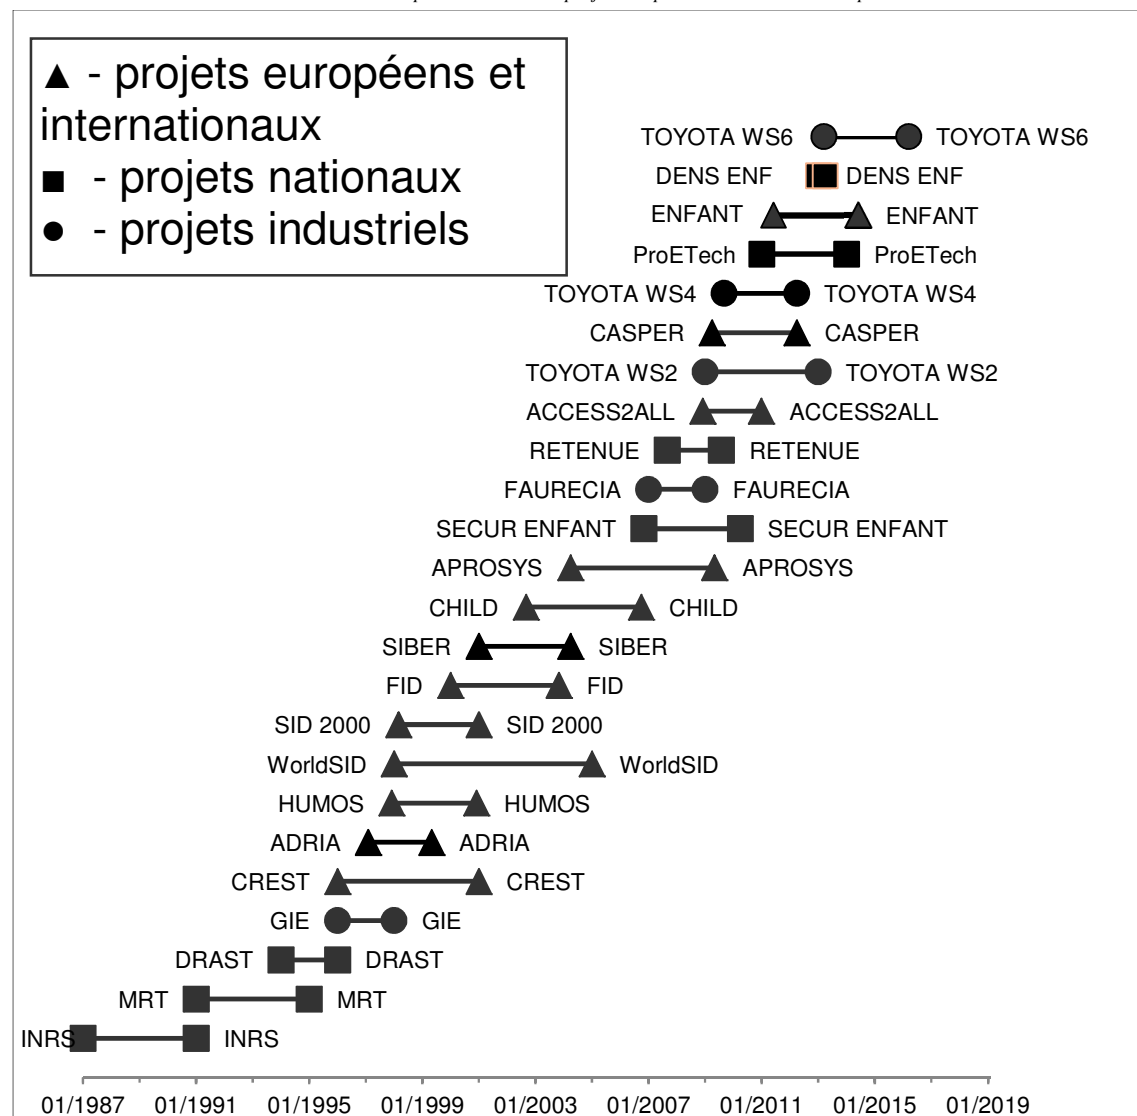 - projets européens et
internationaux
- projets nationaux
- projets industriels
TOYOTA WS6 TOYOTA WS6
DENS ENF DENS ENF
ENFANT ENFANT
ProETech ProETech
TOYOTA WS4 TOYOTA WS4
CASPER CASPER
TOYOTA WS2 TOYOTA WS2
ACCESS2ALL ACCESS2ALL
RETENUE RETENUE
FAURECIA FAURECIA
SECUR ENFANT SECUR ENFANT
APROSYS APROSYS
CHILD CHILD
SIBER SIBER
FID FID
SID 2000 SID 2000
WorldSID WorldSID
HUMOS HUMOS
ADRIA ADRIA
CREST CREST
GIE GIE
DRAST DRAST
MRT MRT
INRS INRS
01/1987 01/1991 01/1995 01/1999 01/2003 01/2007 01/2011 01/2015 01/2019